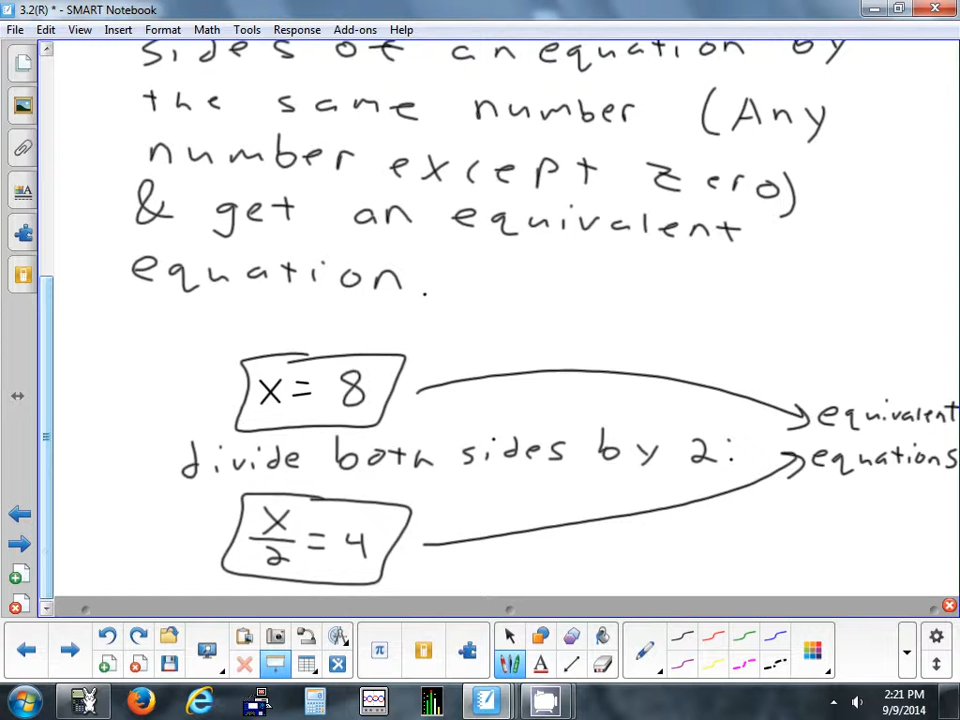 3.2(R) * - SMART Notebook
File Edit View Insert Format Math Tools Response Add-ons Help
sides of an equation by
the same number (Any
number except zero)
& get an equivalent
equation.
x = 8
equivalent
divide both sides by 2:
equations
x/2 = 4
2:21 PM
9/9/2014